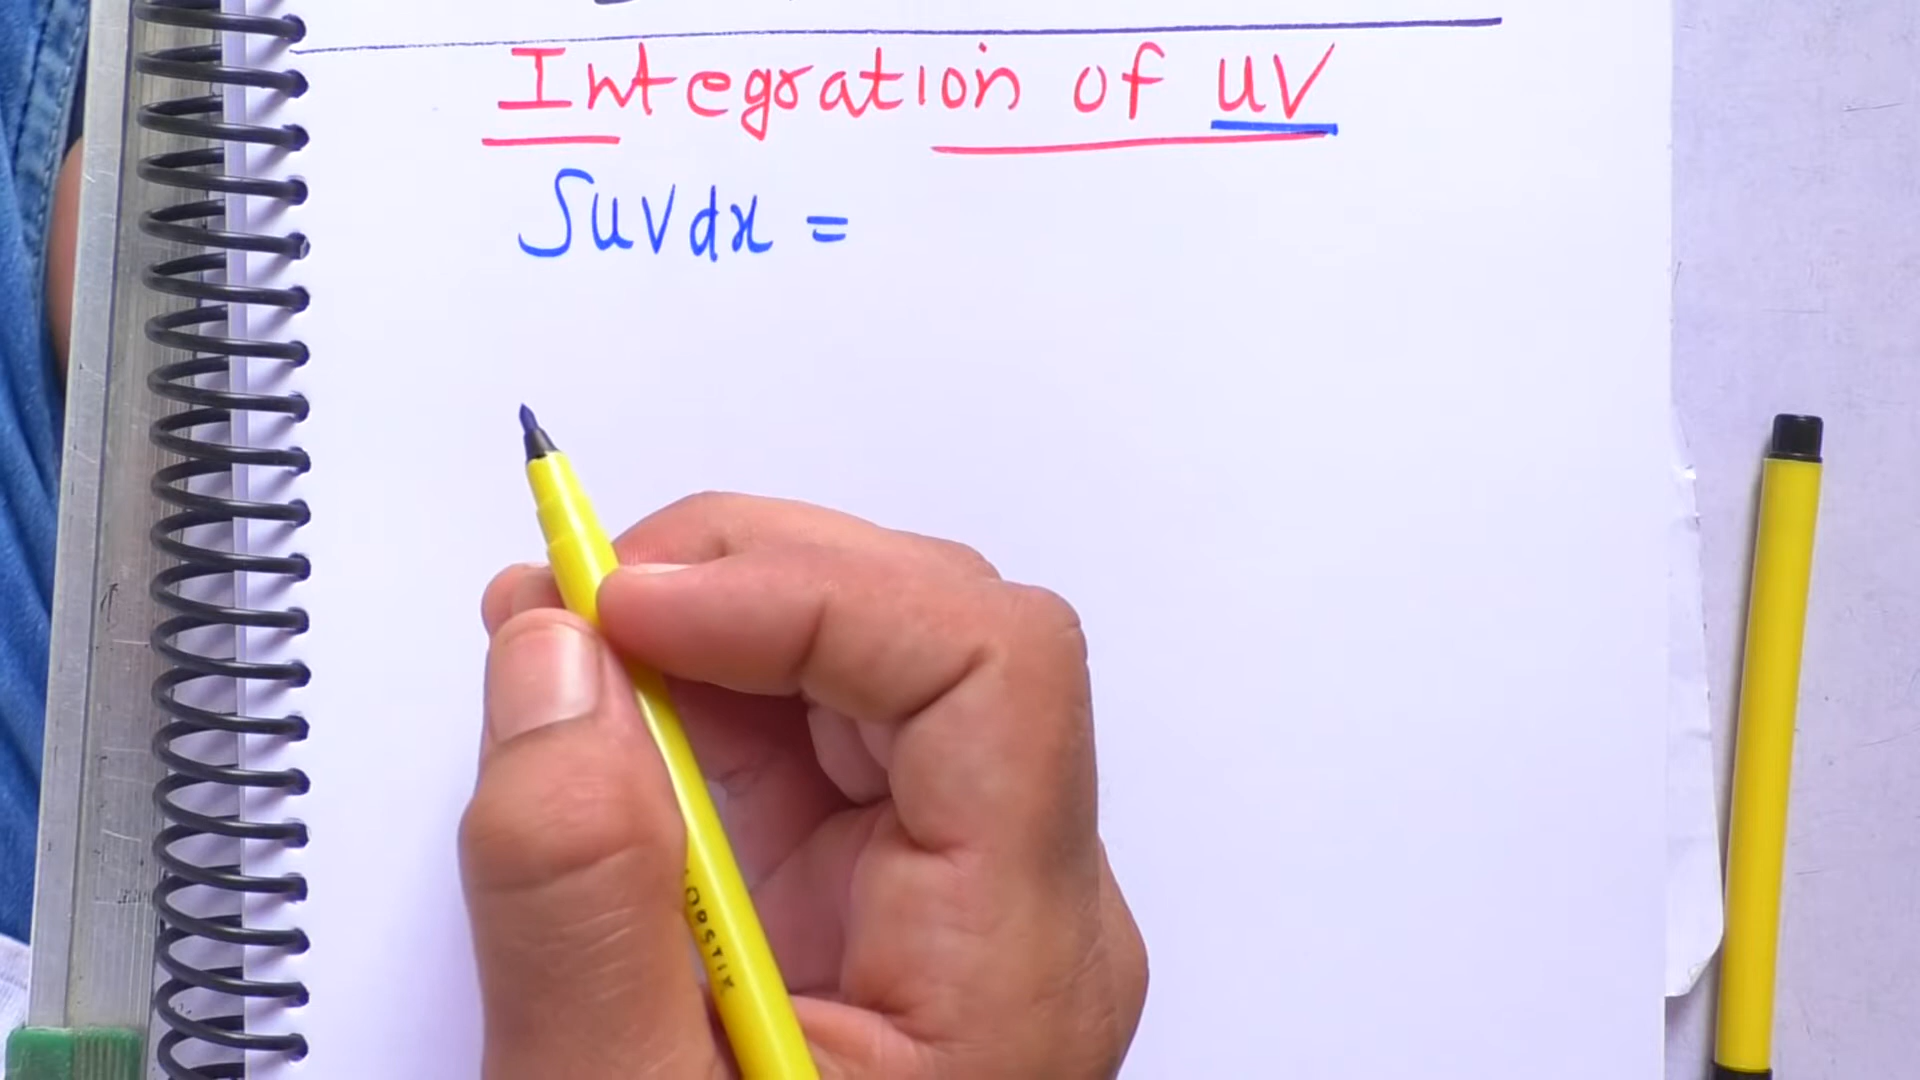 Integration of UV
∫UVdx =